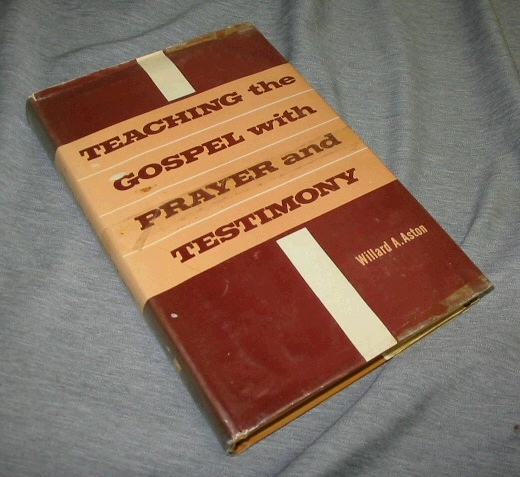 TEACHING the
GOSPEL with
PRAYER and
TESTIMONY
Willard A. Aston